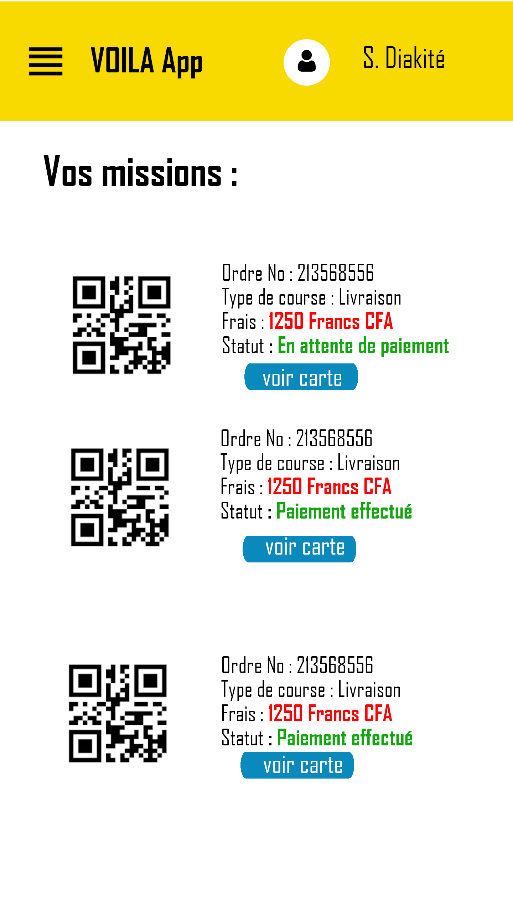 VOILA App
S. Diakité
Vos missions :
Ordre No : 213568556
Type de course : Livraison
Frais : 1250 Francs CFA
Statut : En attente de paiement
voir carte
Ordre No : 213568556
Type de course : Livraison
Frais : 1250 Francs CFA
Statut : Paiement effectué
voir carte
Ordre No : 213568556
Type de course : Livraison
Frais : 1250 Francs CFA
Statut : Paiement effectué
voir carte